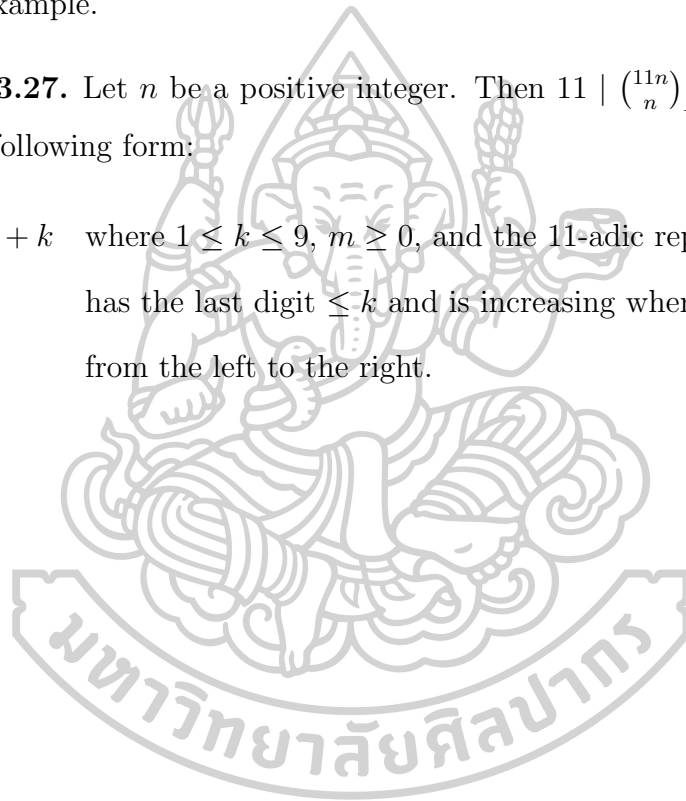 xample.
3.27. Let n be a positive integer. Then 11 | \binom{11n}{n}
following form:
+ k where 1 ≤ k ≤ 9, m ≥ 0, and the 11-adic rep
has the last digit ≤ k and is increasing when
from the left to the right.
มหาวิทยาลัยศิลปากร